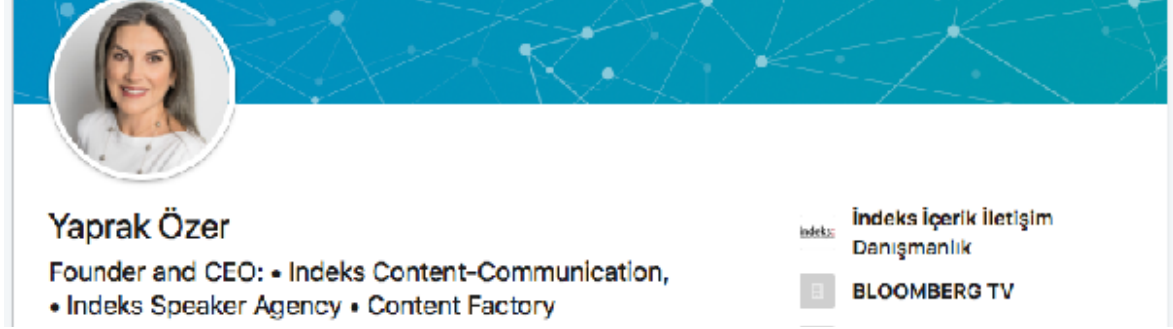 Yaprak Özer
Founder and CEO: • Indeks Content-Communication,
• Indeks Speaker Agency • Content Factory
indeks:
İndeks İçerik İletişim
Danışmanlık
BLOOMBERG TV